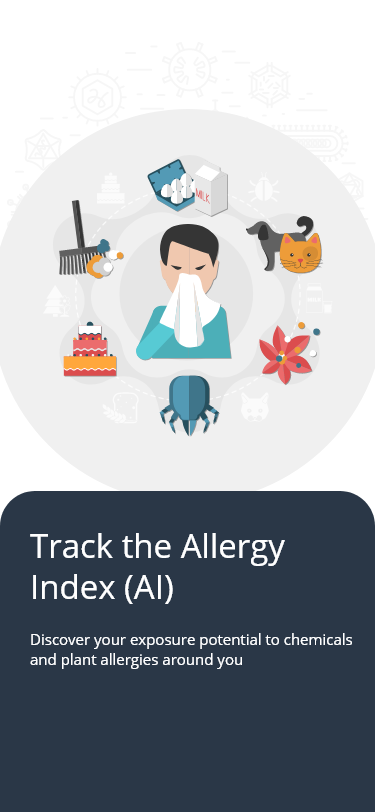 MILK
Track the Allergy
Index (AI)
Discover your exposure potential to chemicals
and plant allergies around you